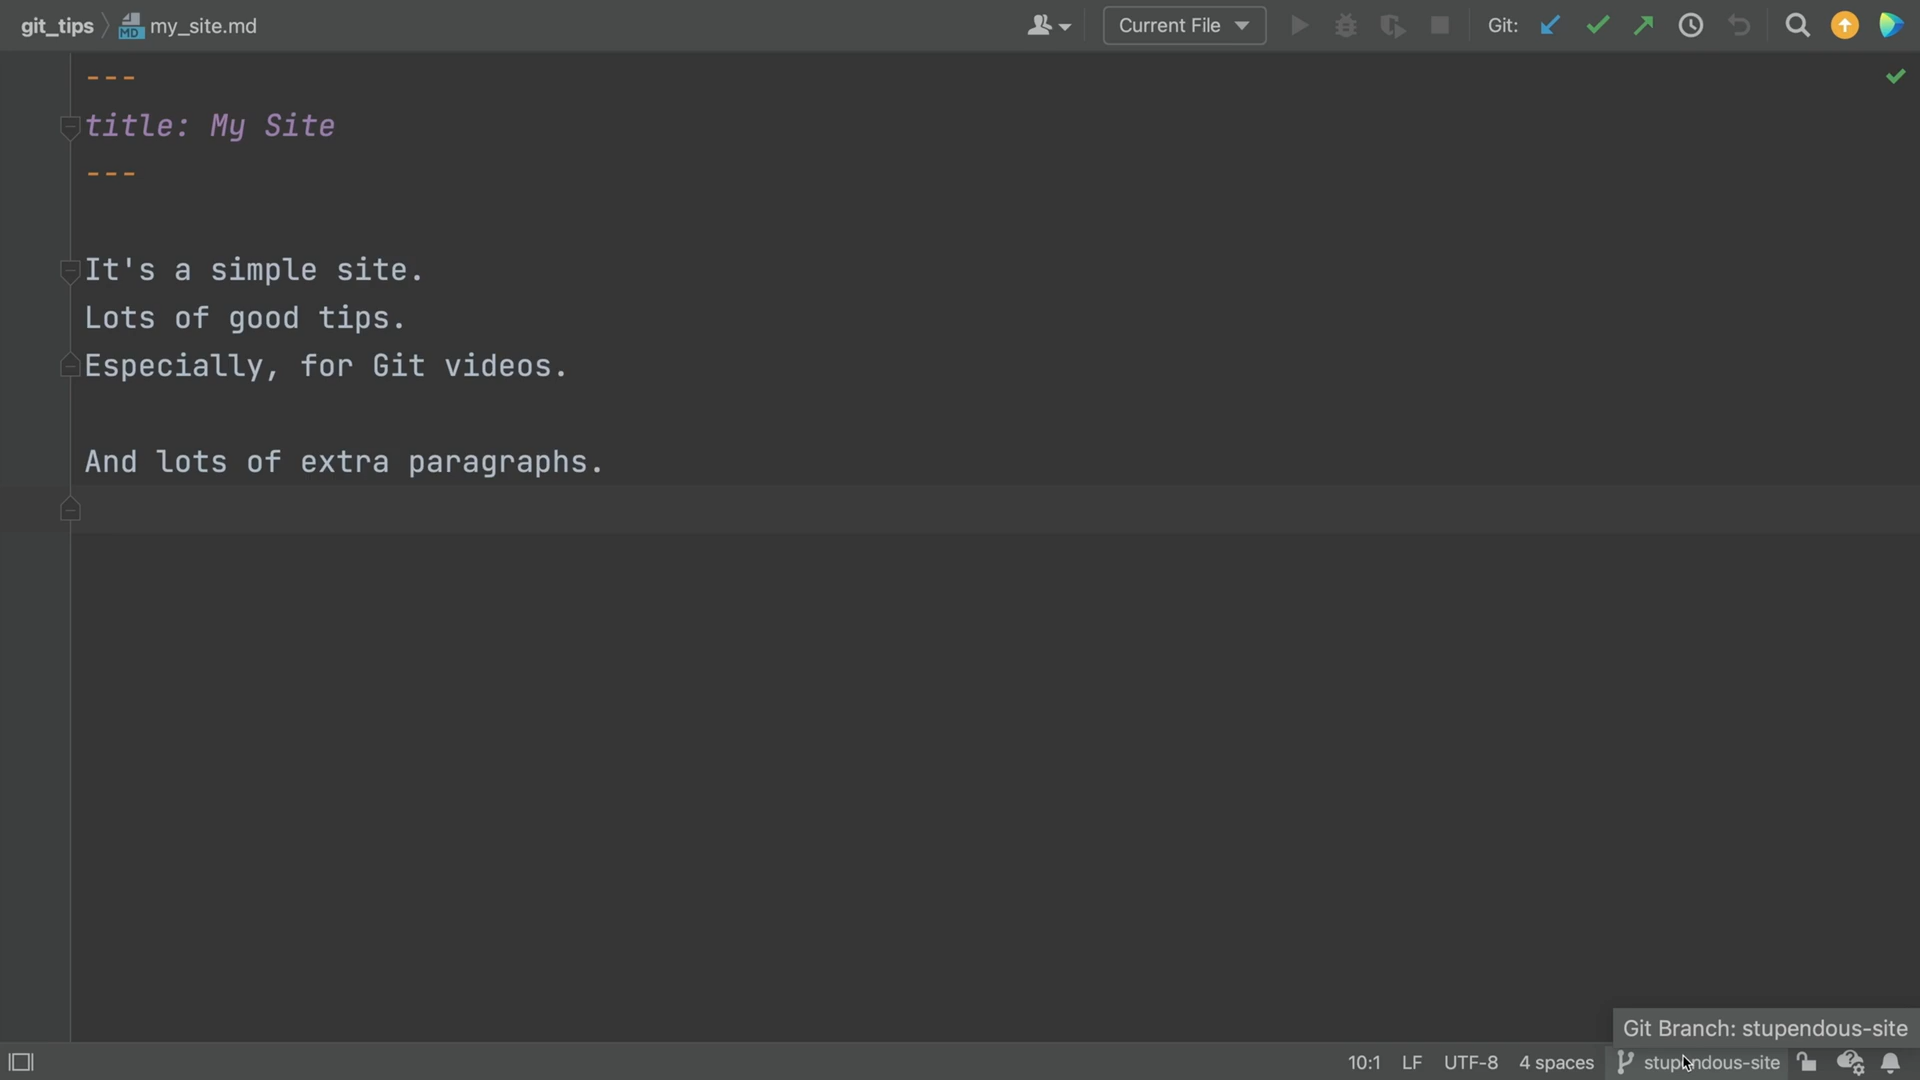 git_tips
my_site.md
Current File
Git:
---
title: My Site
---
It's a simple site.
Lots of good tips.
Especially, for Git videos.
And lots of extra paragraphs.
Git Branch: stupendous-site
10:1
LF
UTF-8
4 spaces
stupendous-site
MD